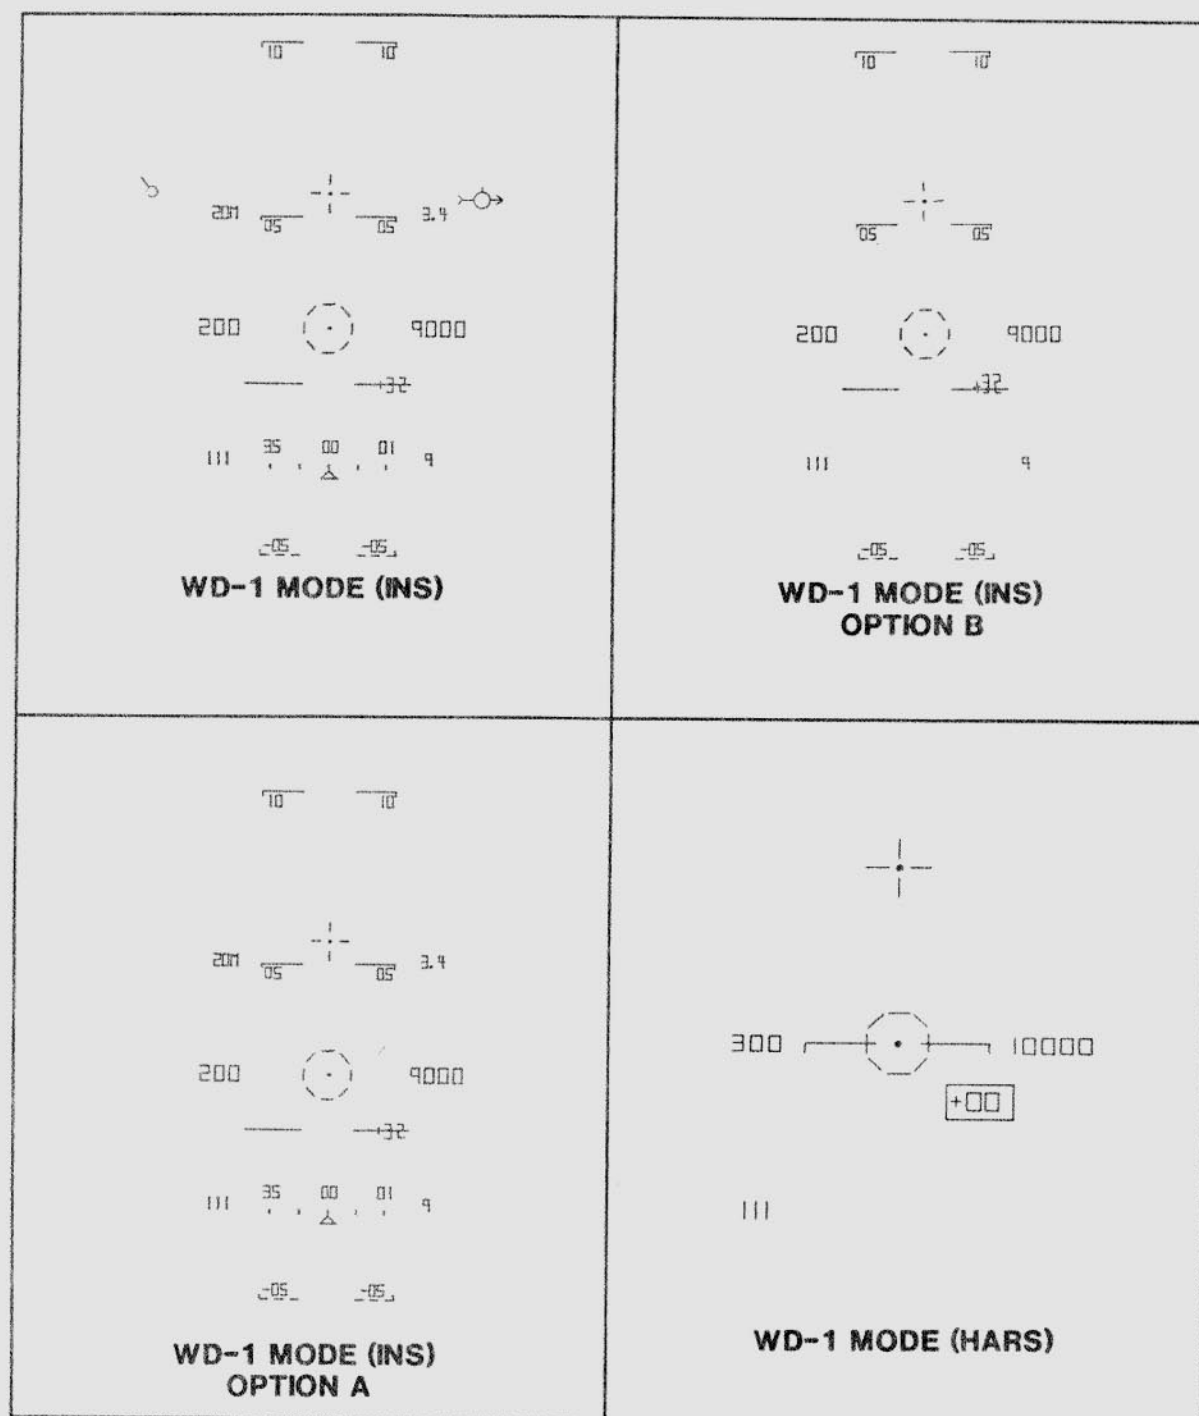 10 10
20M 05 05 3.4
200 9000
+32
35 00 01
111 9
-05 -05
WD-1 MODE (INS)
10 10
05 05
200 9000
+32
111 9
-05 -05
WD-1 MODE (INS)
OPTION B
10 10
20M 05 05 3.4
200 9000
+32
35 00 01
111 9
-05 -05
WD-1 MODE (INS)
OPTION A
300 10000
+00
111
WD-1 MODE (HARS)